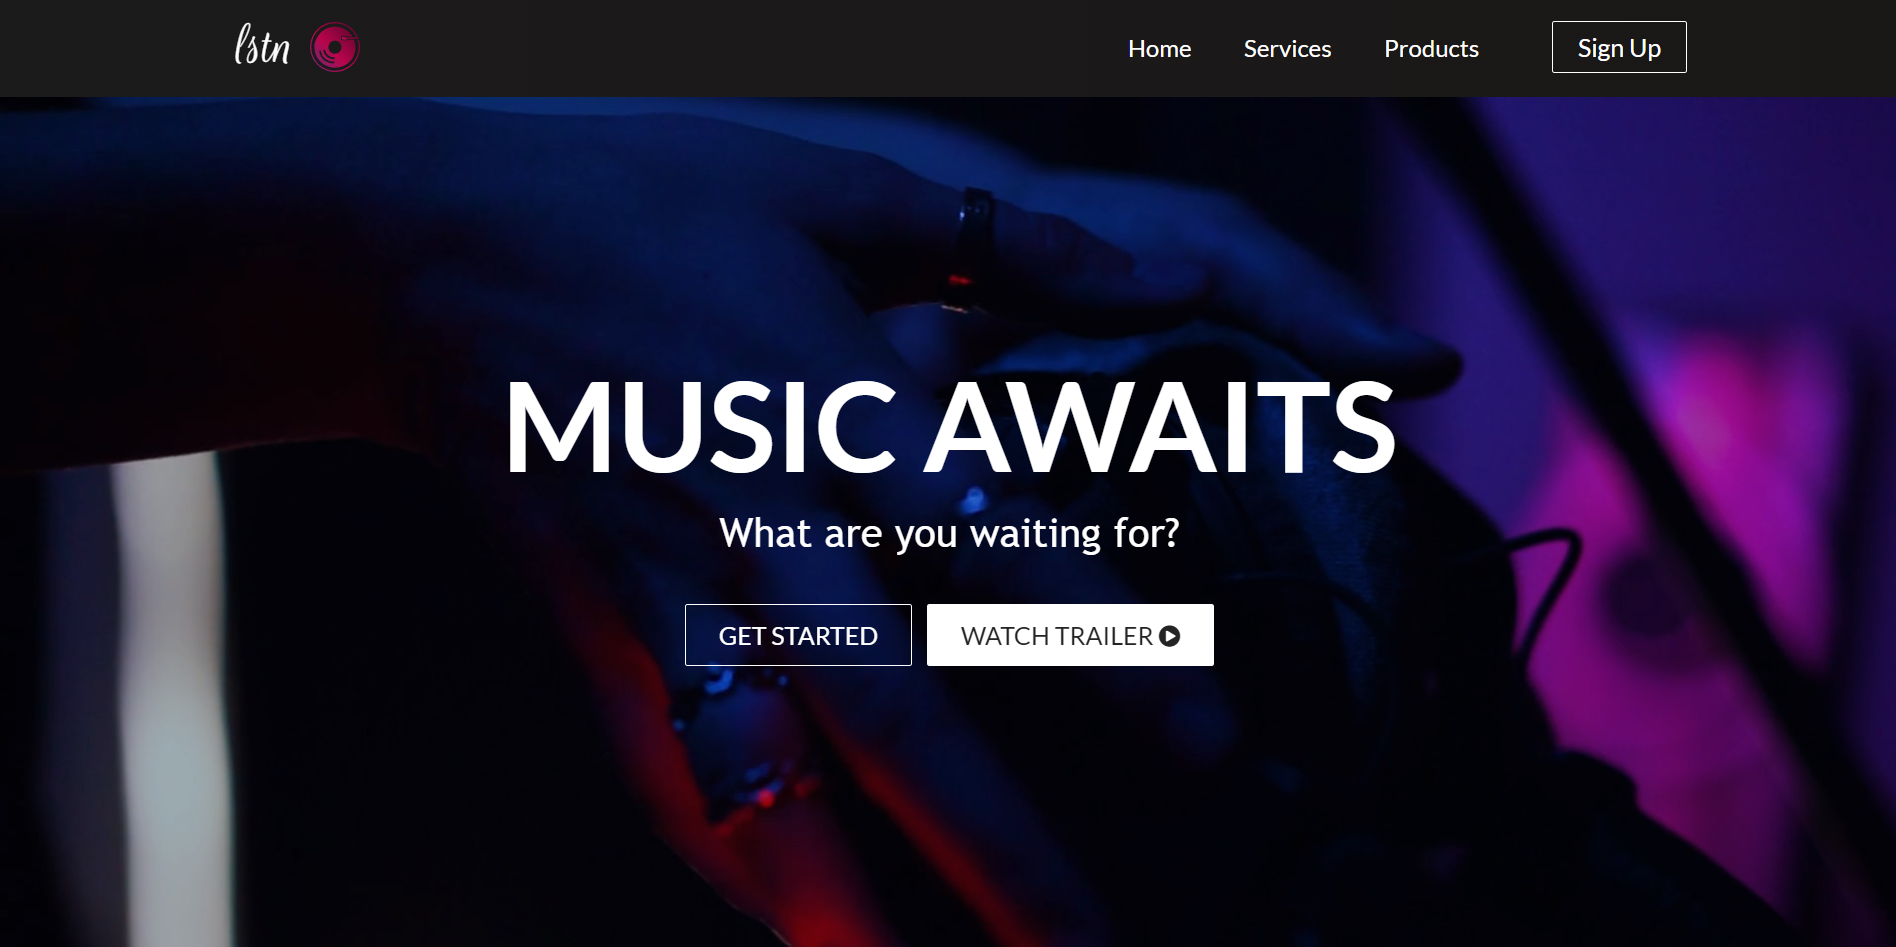 lstn
Home Services Products Sign Up
MUSIC AWAITS
What are you waiting for?
GET STARTED WATCH TRAILER